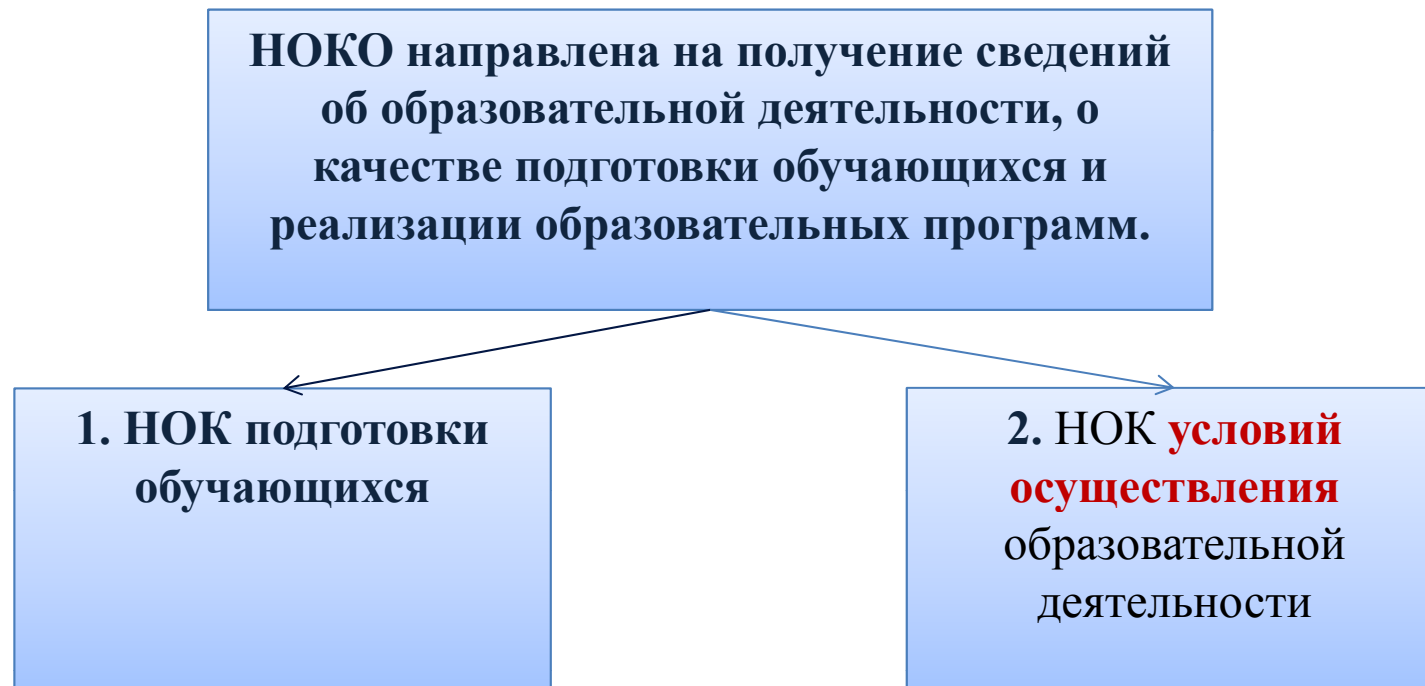 НОКО направлена на получение сведений
об образовательной деятельности, о
качестве подготовки обучающихся и
реализации образовательных программ.
1. НОК подготовки
обучающихся
2. НОК условий
осуществления
образовательной
деятельности